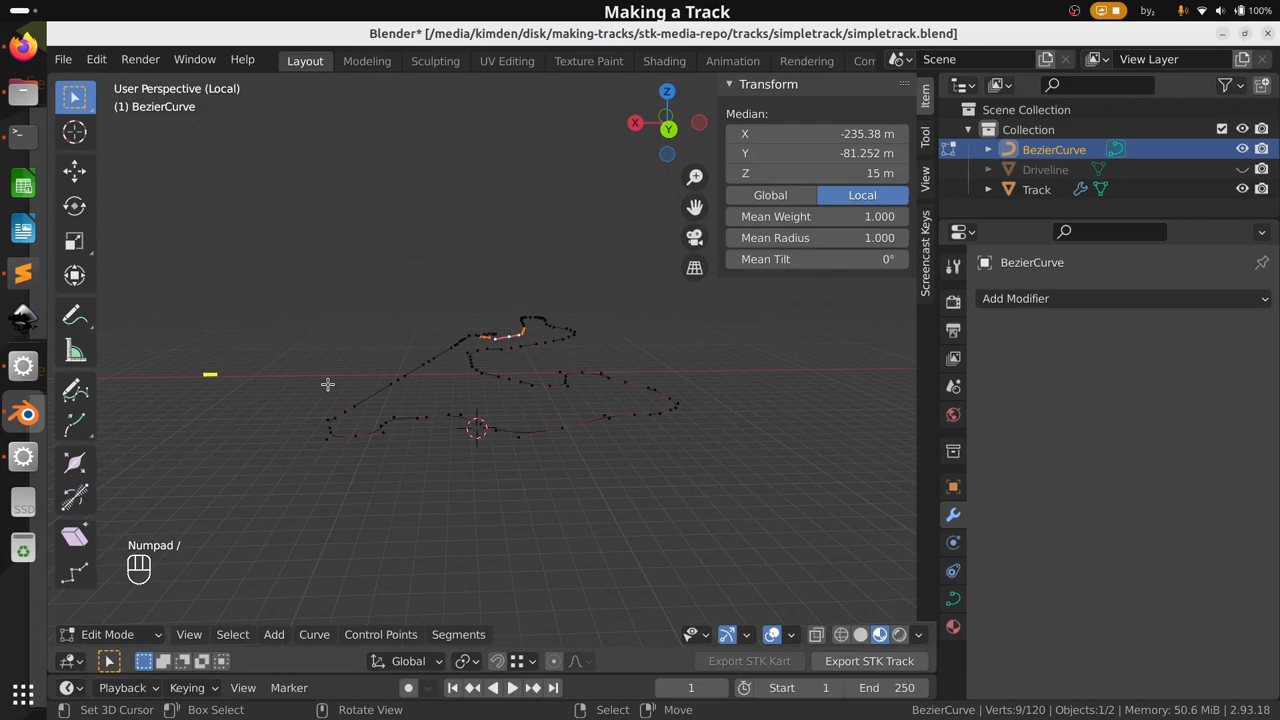 Making a Track
by₂
100%
Blender* [/media/kimden/disk/making-tracks/stk-media-repo/tracks/simpletrack/simpletrack.blend]
File Edit Render Window Help Layout Modeling Sculpting UV Editing Texture Paint Shading Animation Rendering Com Scene View Layer
User Perspective (Local)
(1) BezierCurve
Transform
Median:
X -235.38 m
Y -81.252 m
Z 15 m
Global Local
Mean Weight 1.000
Mean Radius 1.000
Mean Tilt 0°
Item
Tool
View
Screencast Keys
X
Y
Z
Scene Collection
Collection
BezierCurve
Driveline
Track
BezierCurve
Add Modifier
SSD
Numpad /
Edit Mode View Select Add Curve Control Points Segments
Global Export STK Kart Export STK Track
Playback Keying View Marker 1 Start 1 End 250
Set 3D Cursor Box Select Rotate View Select Move BezierCurve | Verts:9/120 | Objects:1/2 | Memory: 50.6 MiB | 2.93.18